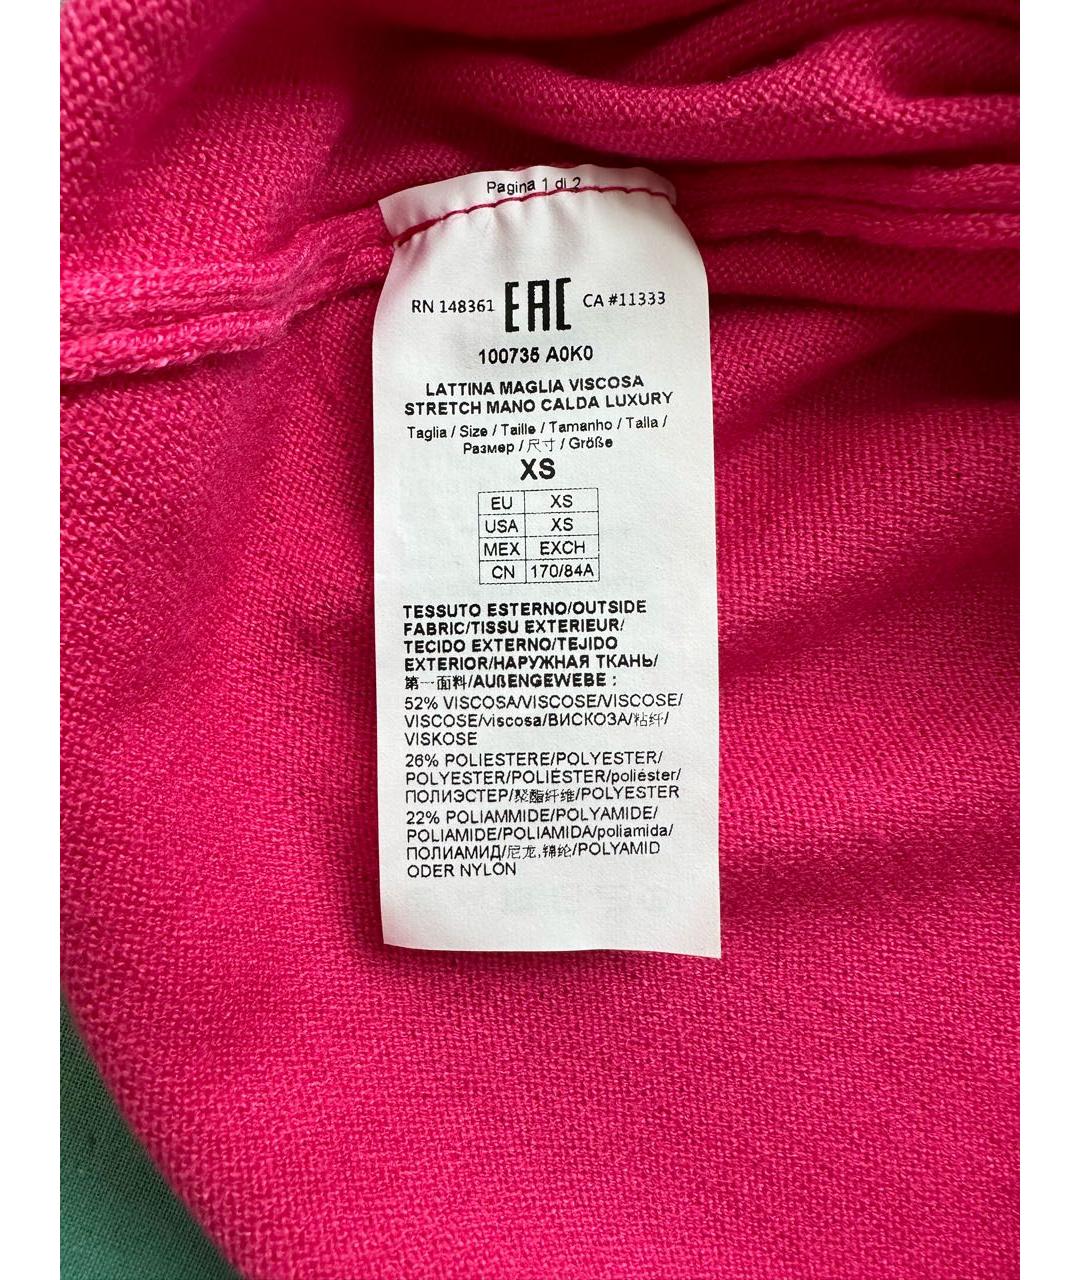 Pagina 1 di 2
RN 148361 EAC CA #11333
100735 A0K0
LATTINA MAGLIA VISCOSA
STRETCH MANO CALDA LUXURY
Taglia / Size / Taille / Tamanho / Talla /
Размер / 尺寸 / Größe
XS
EU XS
USA XS
MEX EXCH
CN 170/84A
TESSUTO ESTERNO/OUTSIDE
FABRIC/TISSU EXTERIEUR/
TECIDO EXTERNO/TEJIDO
EXTERIOR/НАРУЖНАЯ ТКАНЬ/
第一面料/AUßENGEWEBE :
52% VISCOSA/VISCOSE/VISCOSE/
VISCOSE/viscosa/ВИСКОЗА/粘纤/
VISKOSE
26% POLIESTERE/POLYESTER/
POLYESTER/POLIÉSTER/poliéster/
ПОЛИЭСТЕР/聚酯纤维/POLYESTER
22% POLIAMMIDE/POLYAMIDE/
POLIAMIDE/POLIAMIDA/poliamida/
ПОЛИАМИД/尼龙,锦纶/POLYAMID
ODER NYLON